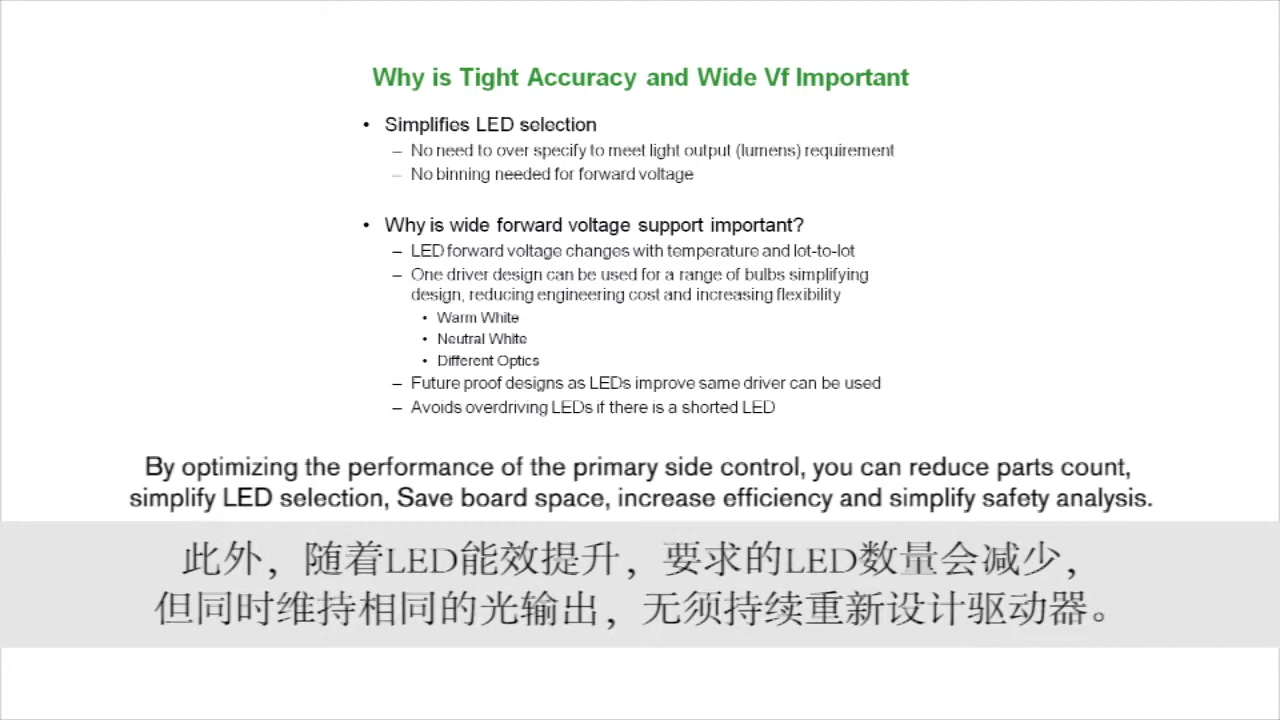 Why is Tight Accuracy and Wide Vf Important
• Simplifies LED selection
– No need to over specify to meet light output (lumens) requirement
– No binning needed for forward voltage
• Why is wide forward voltage support important?
– LED forward voltage changes with temperature and lot-to-lot
– One driver design can be used for a range of bulbs simplifying
design, reducing engineering cost and increasing flexibility
• Warm White
• Neutral White
• Different Optics
– Future proof designs as LEDs improve same driver can be used
– Avoids overdriving LEDs if there is a shorted LED
By optimizing the performance of the primary side control, you can reduce parts count,
simplify LED selection, Save board space, increase efficiency and simplify safety analysis.
此外，随着LED能效提升，要求的LED数量会减少，
但同时维持相同的光输出，无须持续重新设计驱动器。